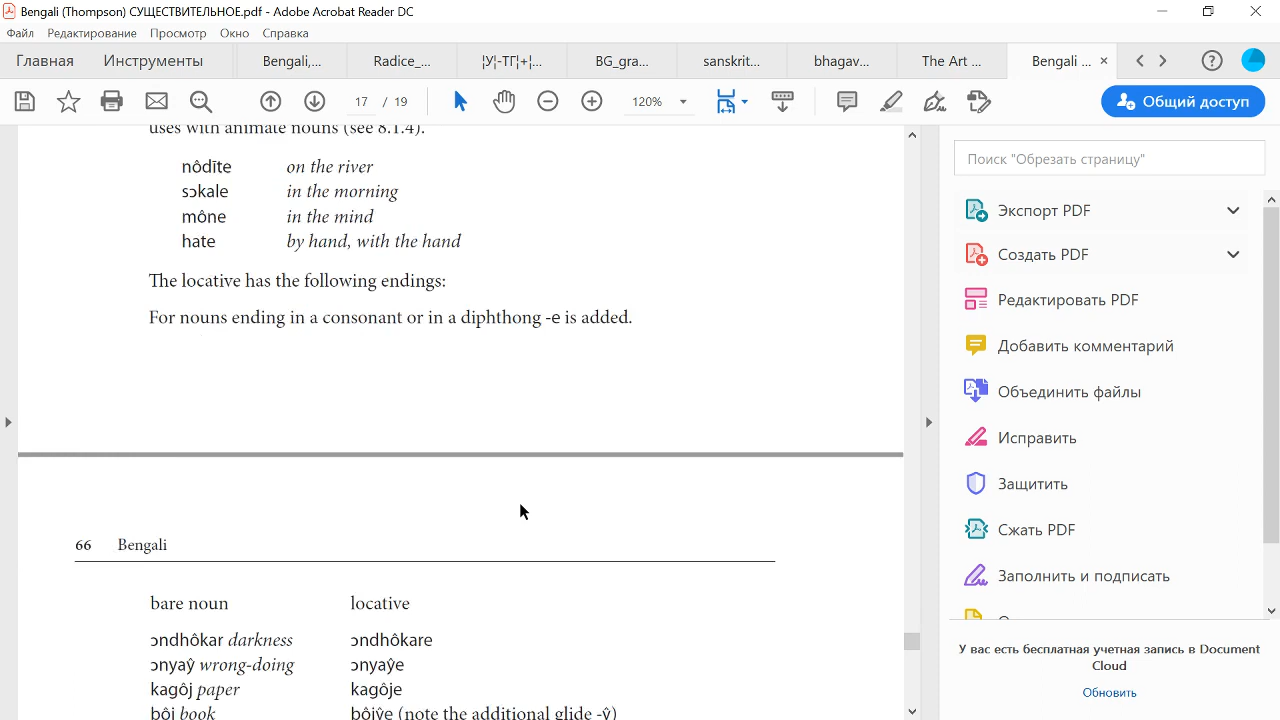 Bengali (Thompson) СУЩЕСТВИТЕЛЬНОЕ.pdf - Adobe Acrobat Reader DC
Файл Редактирование Просмотр Окно Справка
Главная Инструменты Bengali,... Radice_... ¦У¦-ТГ¦+¦... BG_gra... sanskrit... bhagav... The Art ... Bengali ... ×
17 / 19 120% Общий доступ
uses with animate nouns (see 8.1.4).
nôdīte on the river
sɔkale in the morning
mône in the mind
hate by hand, with the hand
The locative has the following endings:
For nouns ending in a consonant or in a diphthong -e is added.
66 Bengali
bare noun locative
ɔndhôkar darkness ɔndhôkare
ɔnyaŷ wrong-doing ɔnyaŷe
kagôj paper kagôje
bôi book bôiŷe (note the additional glide -ŷ)
Поиск "Обрезать страницу"
Экспорт PDF
Создать PDF
Редактировать PDF
Добавить комментарий
Объединить файлы
Исправить
Защитить
Сжать PDF
Заполнить и подписать
У вас есть бесплатная учетная запись в Document
Cloud
Обновить